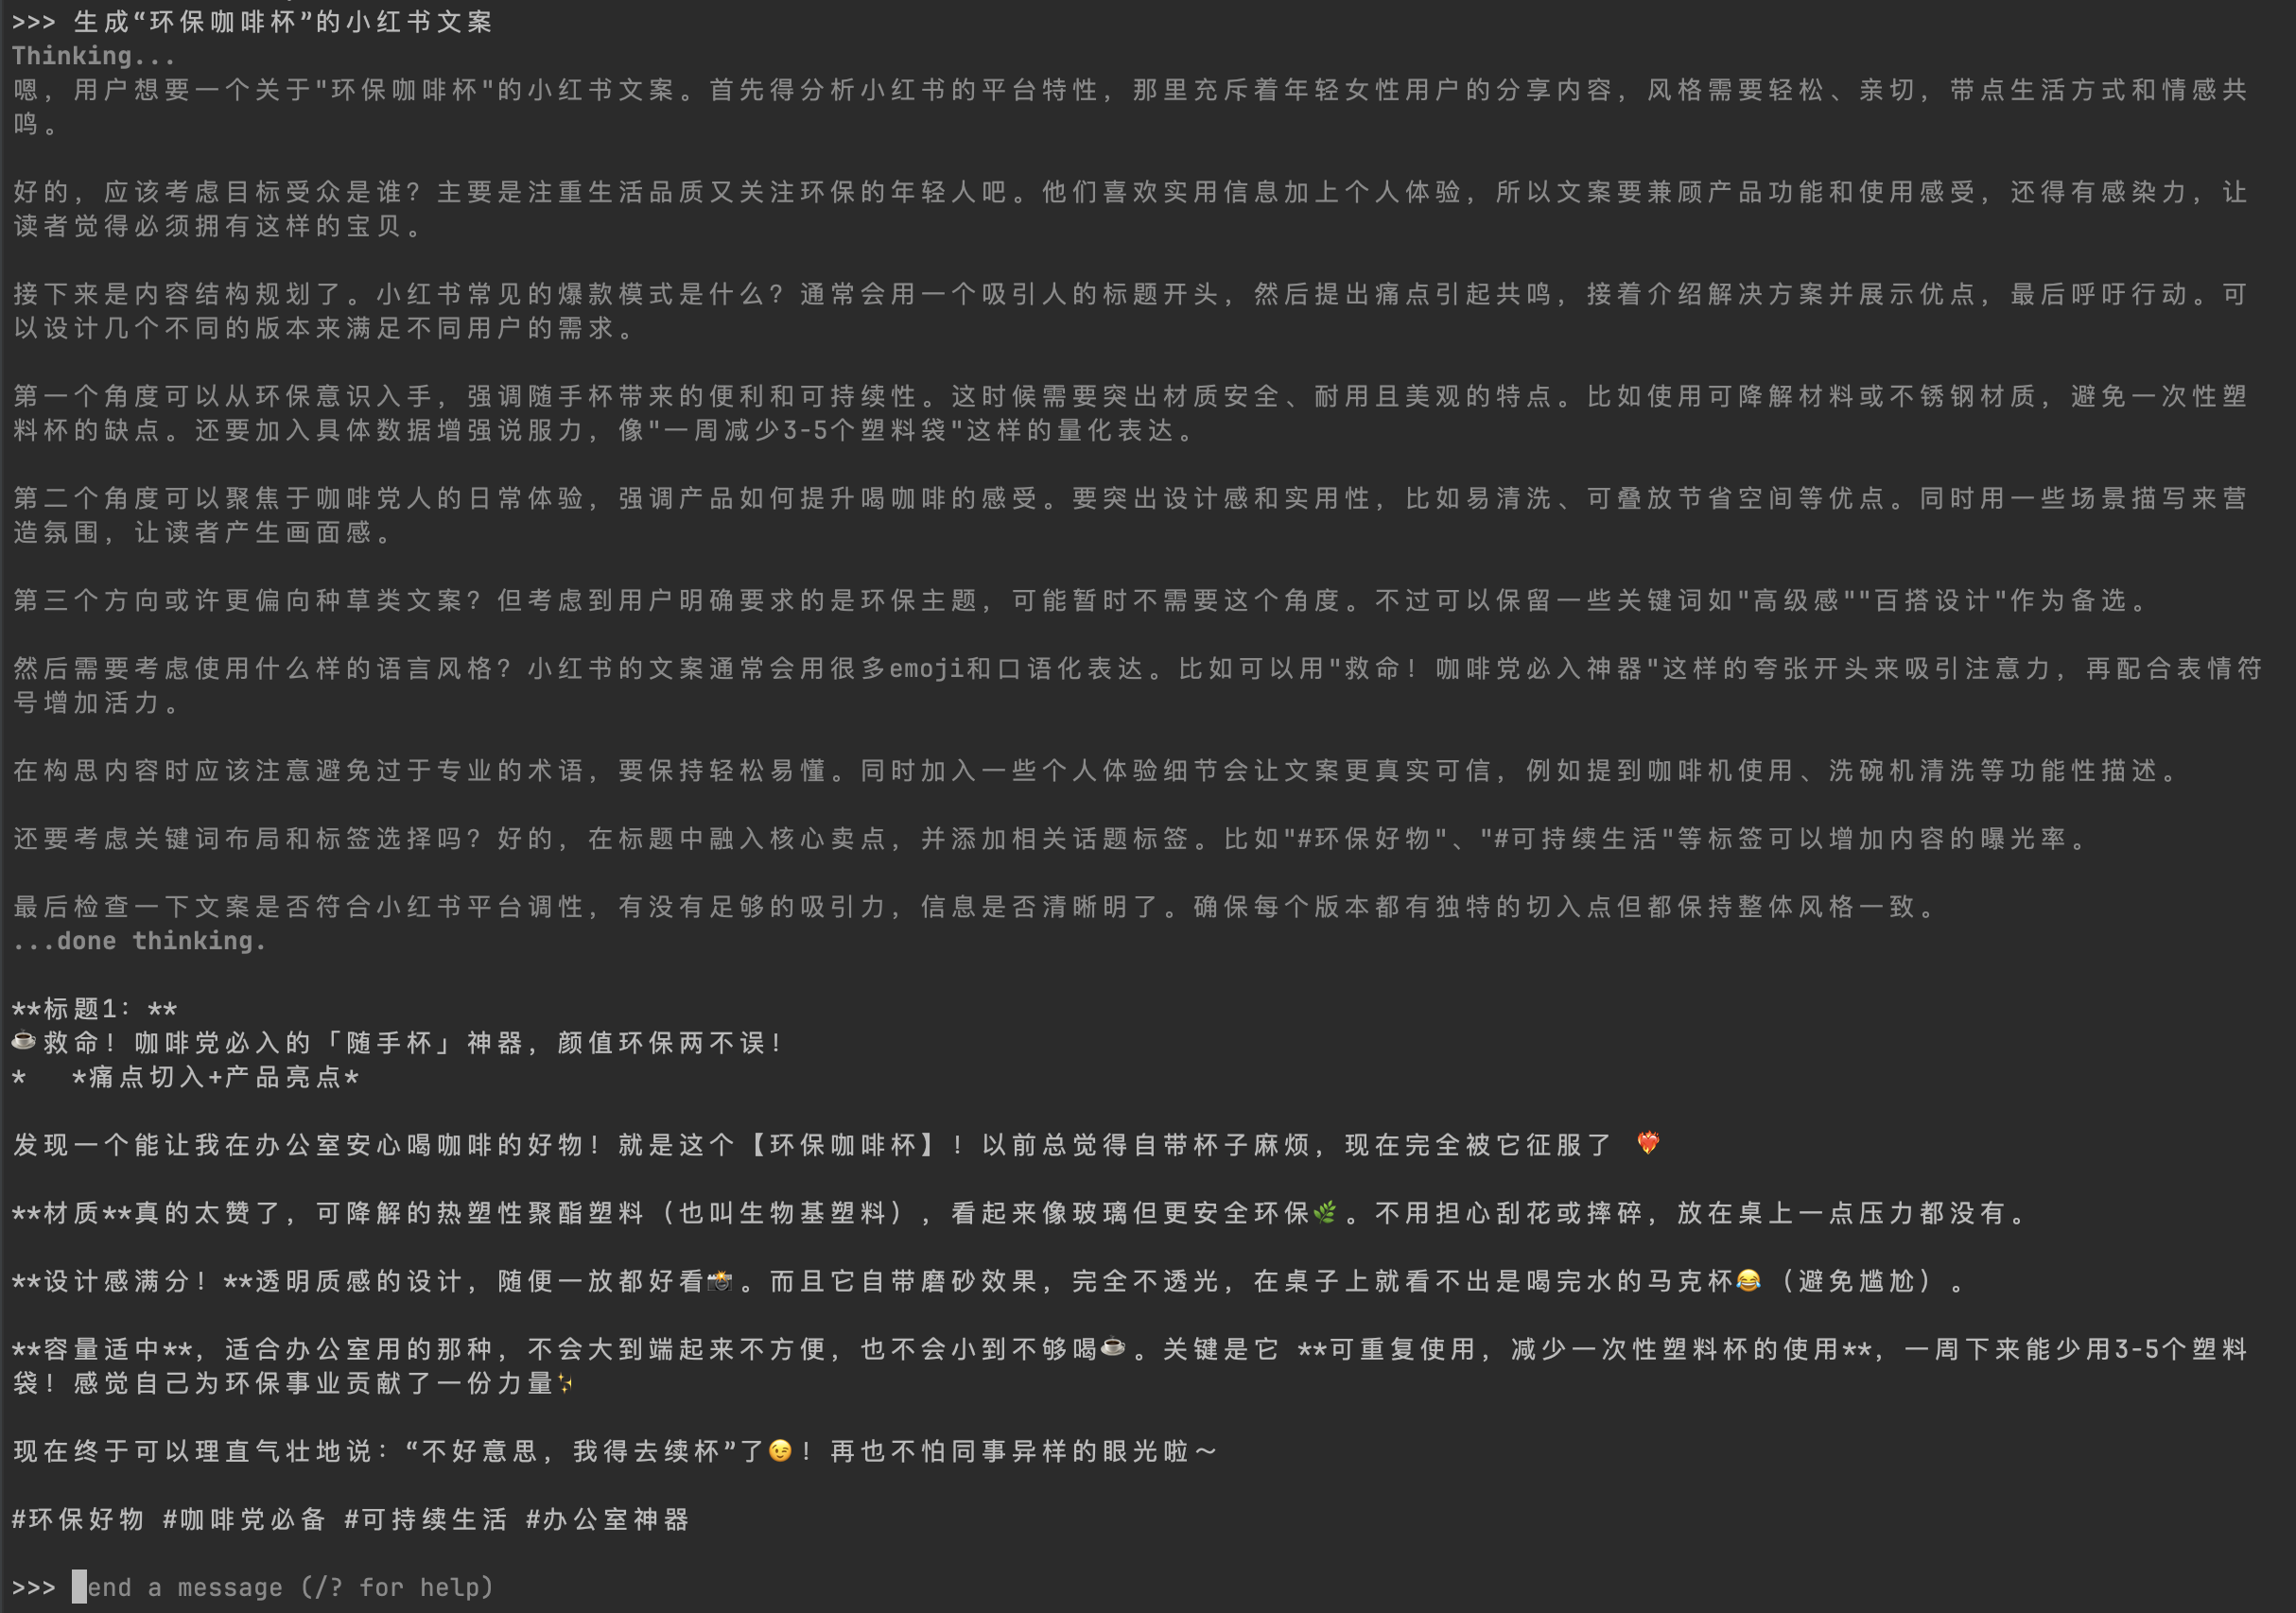 >>> 生成“环保咖啡杯”的小红书文案
Thinking...
嗯，用户想要一个关于"环保咖啡杯"的小红书文案。首先得分析小红书的平台特性，那里充斥着年轻女性用户的分享内容，风格需要轻松、亲切，带点生活方式和情感共
鸣。
好的，应该考虑目标受众是谁？主要是注重生活品质又关注环保的年轻人吧。他们喜欢实用信息加上个人体验，所以文案要兼顾产品功能和使用感受，还得有感染力，让
读者觉得必须拥有这样的宝贝。
接下来是内容结构规划了。小红书常见的爆款模式是什么？通常会用一个吸引人的标题开头，然后提出痛点引起共鸣，接着介绍解决方案并展示优点，最后呼吁行动。可
以设计几个不同的版本来满足不同用户的需求。
第一个角度可以从环保意识入手，强调随手杯带来的便利和可持续性。这时候需要突出材质安全、耐用且美观的特点。比如使用可降解材料或不锈钢材质，避免一次性塑
料杯的缺点。还要加入具体数据增强说服力，像"一周减少3-5个塑料袋"这样的量化表达。
第二个角度可以聚焦于咖啡党人的日常体验，强调产品如何提升喝咖啡的感受。要突出设计感和实用性，比如易清洗、可叠放节省空间等优点。同时用一些场景描写来营
造氛围，让读者产生画面感。
第三个方向或许更偏向种草类文案？但考虑到用户明确要求的是环保主题，可能暂时不需要这个角度。不过可以保留一些关键词如"高级感""百搭设计"作为备选。
然后需要考虑使用什么样的语言风格？小红书的文案通常会用很多emoji和口语化表达。比如可以用"救命！咖啡党必入神器"这样的夸张开头来吸引注意力，再配合表情符
号增加活力。
在构思内容时应该注意避免过于专业的术语，要保持轻松易懂。同时加入一些个人体验细节会让文案更真实可信，例如提到咖啡机使用、洗碗机清洗等功能性描述。
还要考虑关键词布局和标签选择吗？好的，在标题中融入核心卖点，并添加相关话题标签。比如"#环保好物"、"#可持续生活"等标签可以增加内容的曝光率。
最后检查一下文案是否符合小红书平台调性，有没有足够的吸引力，信息是否清晰明了。确保每个版本都有独特的切入点但都保持整体风格一致。
...done thinking.
**标题1：**
☕救命！咖啡党必入的「随手杯」神器，颜值环保两不误！
*   *痛点切入+产品亮点*
发现一个能让我在办公室安心喝咖啡的好物！就是这个【环保咖啡杯】！以前总觉得自带杯子麻烦，现在完全被它征服了 ❤️‍🔥
**材质**真的太赞了，可降解的热塑性聚酯塑料（也叫生物基塑料），看起来像玻璃但更安全环保🌿。不用担心刮花或摔碎，放在桌上一点压力都没有。
**设计感满分！**透明质感的设计，随便一放都好看📸。而且它自带磨砂效果，完全不透光，在桌子上就看不出是喝完水的马克杯😂（避免尴尬）。
**容量适中**，适合办公室用的那种，不会大到端起来不方便，也不会小到不够喝☕。关键是它 **可重复使用，减少一次性塑料杯的使用**，一周下来能少用3-5个塑料
袋！感觉自己为环保事业贡献了一份力量✨
现在终于可以理直气壮地说：“不好意思，我得去续杯”了😉！再也不怕同事异样的眼光啦～
#环保好物 #咖啡党必备 #可持续生活 #办公室神器
>>> end a message (/? for help)